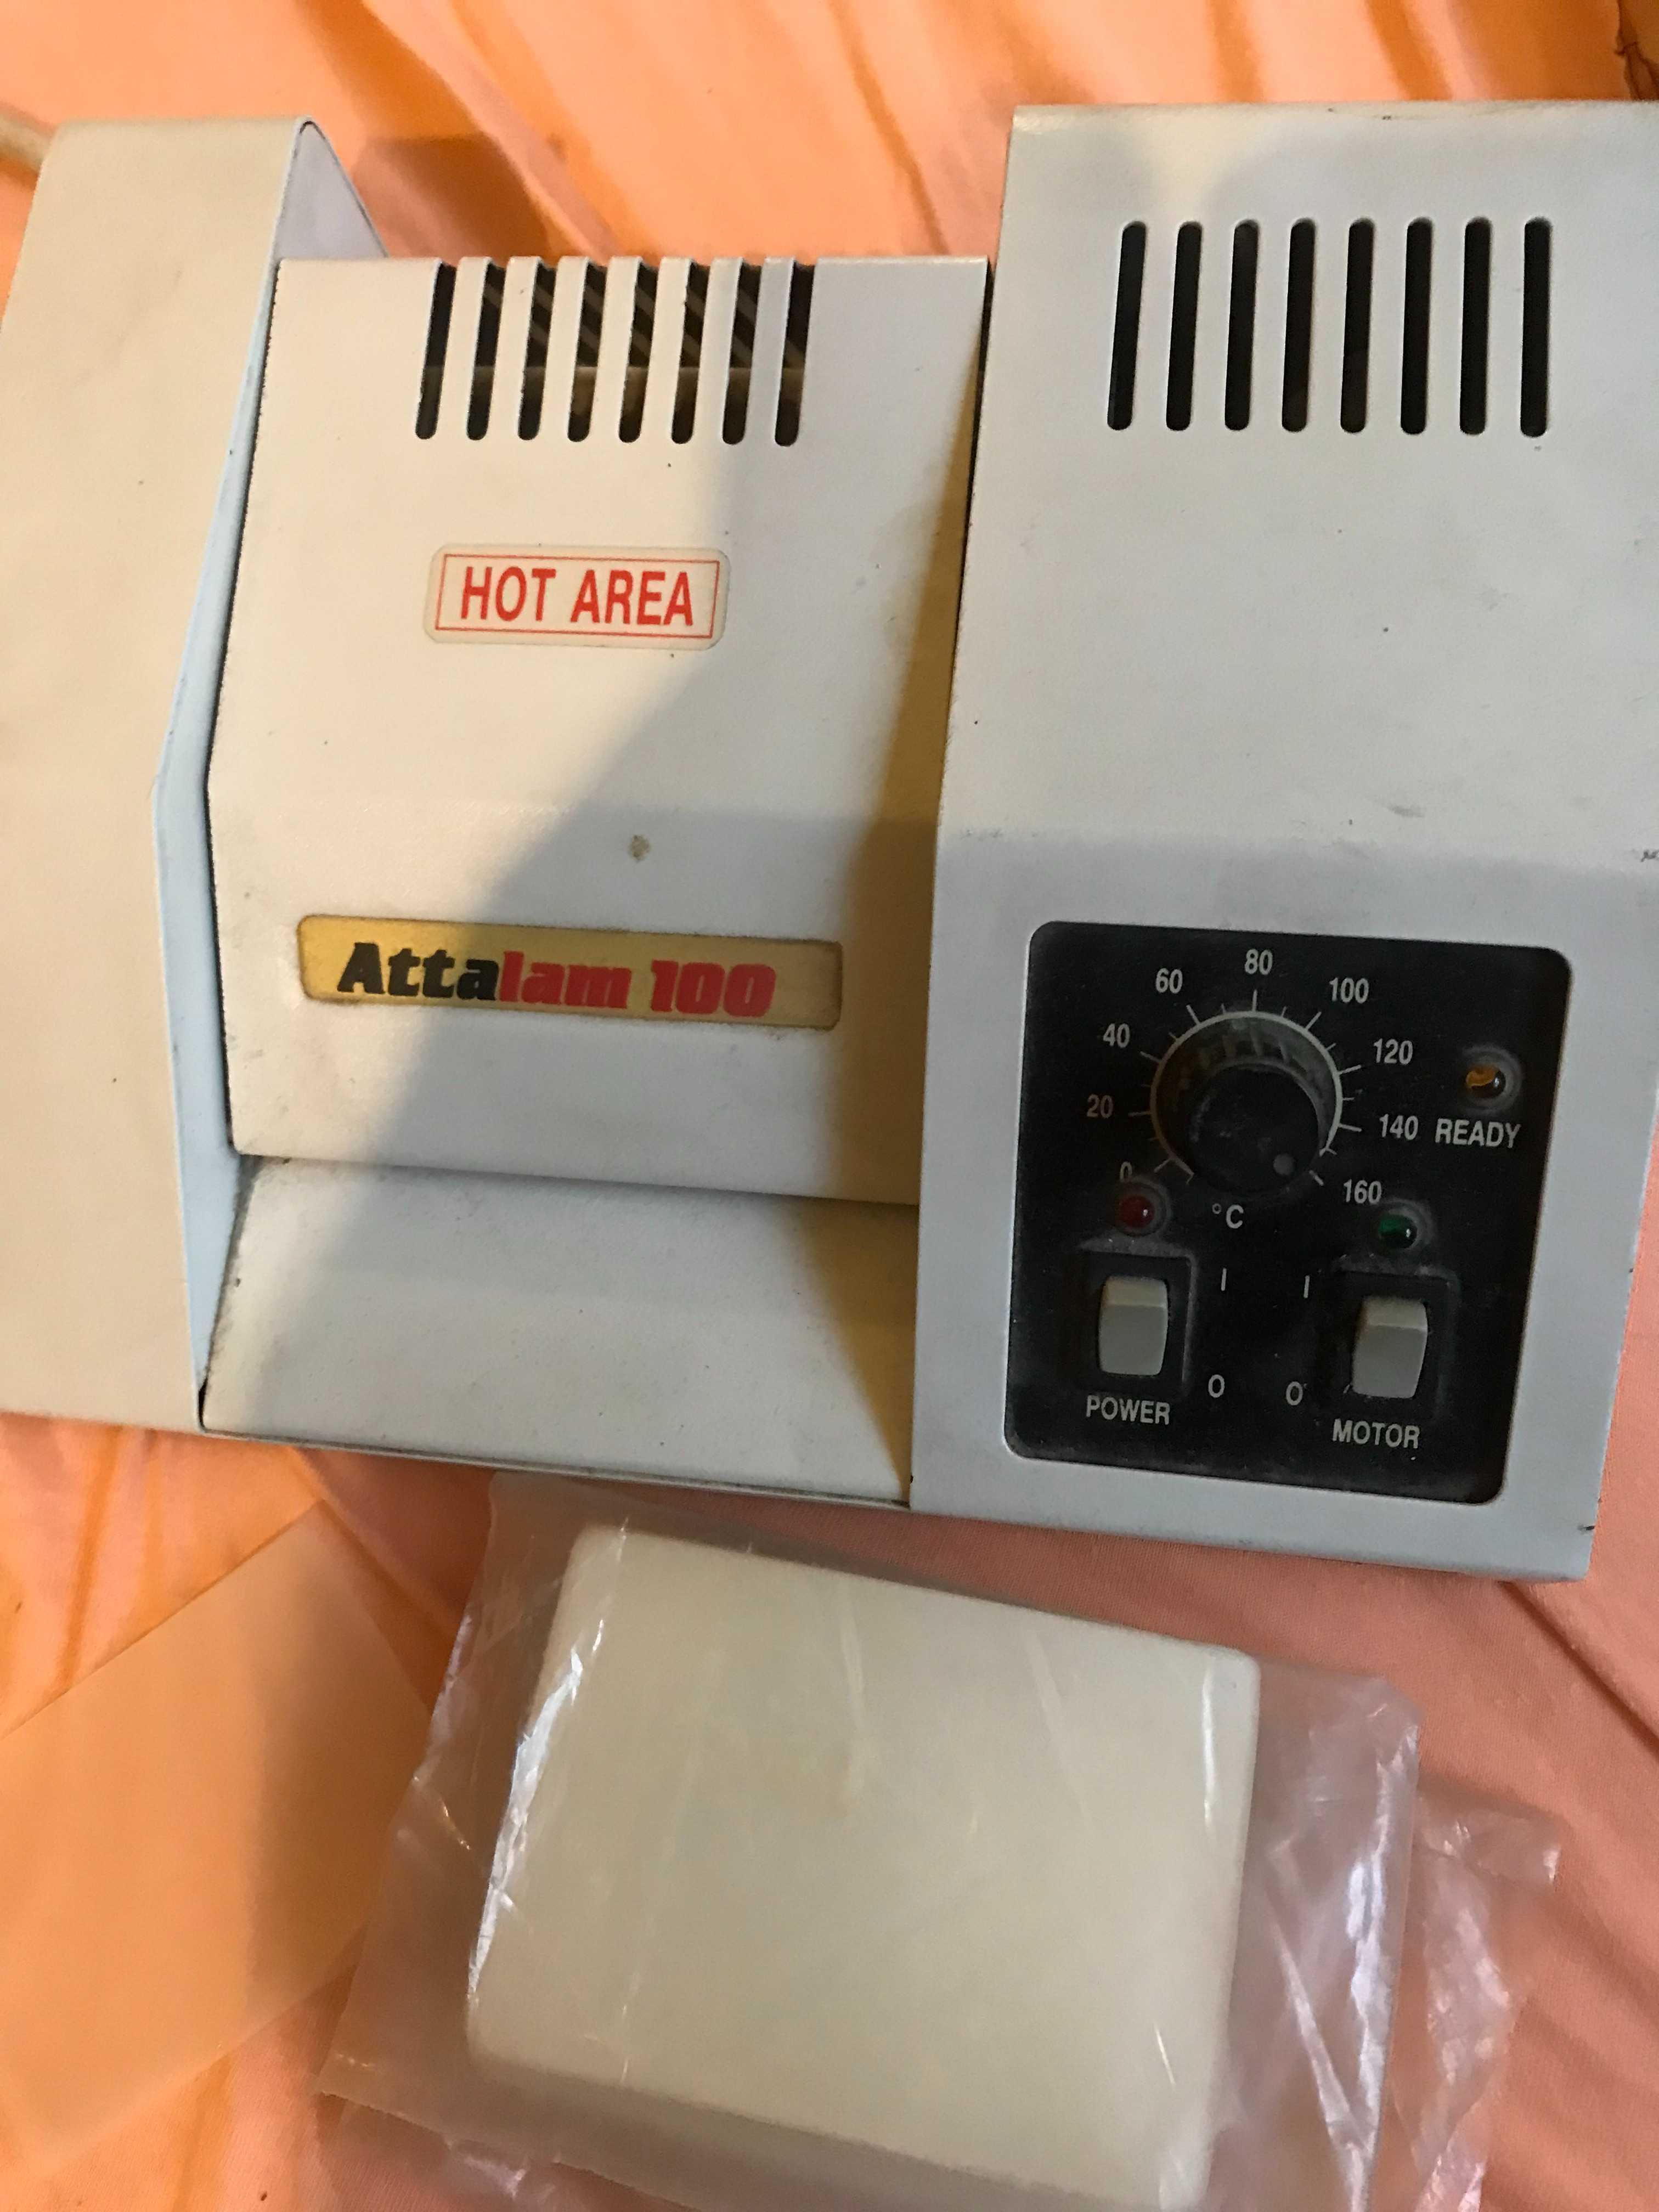 HOT AREA
Attalam 100
80
60
100
40
120
20
140
READY
0
160
°C
I
I
O
O
POWER
MOTOR